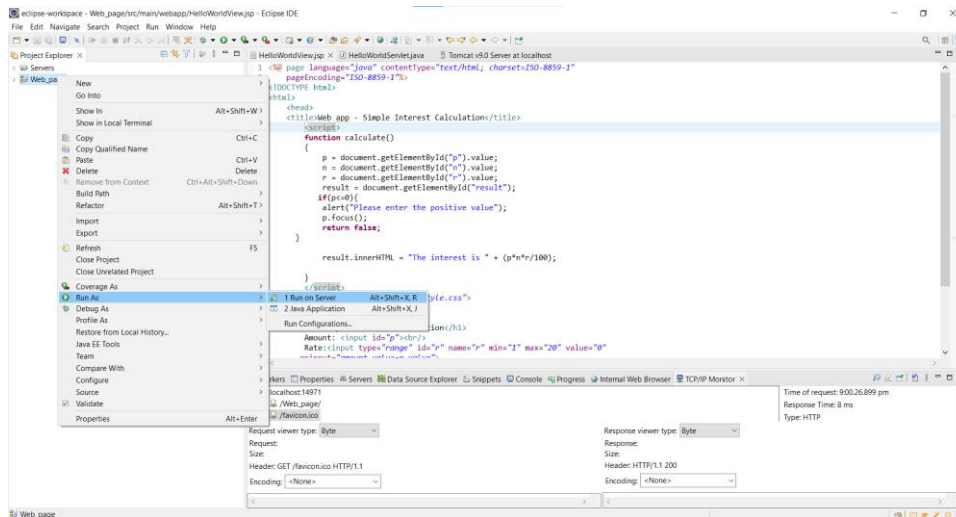 eclipse-workspace - Web_page/src/main/webapp/HelloWorldView.jsp - Eclipse IDE
File Edit Navigate Search Project Run Window Help
Project Explorer
HelloWorldView.jsp
HelloWorldServlet.java
Tomcat v9.0 Server at localhost
Servers
Web_pa
New
Go Into
Show In Alt+Shift+W
Show in Local Terminal
Copy Ctrl+C
Copy Qualified Name
Paste Ctrl+V
Delete Delete
Remove from Context Ctrl+Alt+Shift+Down
Build Path
Refactor Alt+Shift+T
Import
Export
Refresh F5
Close Project
Close Unrelated Project
Coverage As
Run As
Debug As
Profile As
Restore from Local History...
Java EE Tools
Team
Compare With
Configure
Source
Validate
Properties Alt+Enter
1 Run on Server Alt+Shift+X, R
2 Java Application Alt+Shift+X, J
Run Configurations...
1 <%@ page language="java" contentType="text/html; charset=ISO-8859-1"
pageEncoding="ISO-8859-1"%>
<!DOCTYPE html>
<html>
<head>
<title>Web app - Simple Interest Calculation</title>
<script>
function calculate()
{
p = document.getElementById("p").value;
n = document.getElementById("n").value;
r = document.getElementById("r").value;
result = document.getElementById("result");
if(p<=0){
alert("Please enter the positive value");
p.focus();
return false;
}
result.innerHTML = "The interest is " + (p*n*r/100);
}
</script>
tyle.css">
ion</h1>
Amount: <input id="p"><br/>
Rate:<input type="range" id="r" name="r" min="1" max="20" value="0"
rkers Properties Servers Data Source Explorer Snippets Console Progress Internal Web Browser TCP/IP Monitor
localhost:14971
/Web_page/
/favicon.ico
Time of request: 9:00.26.899 pm
Response Time: 8 ms
Type: HTTP
Request viewer type: Byte
Response viewer type: Byte
Request:
Response:
Size:
Size:
Header: GET /favicon.ico HTTP/1.1
Header: HTTP/1.1 200
Encoding: <None>
Encoding: <None>
Web_page